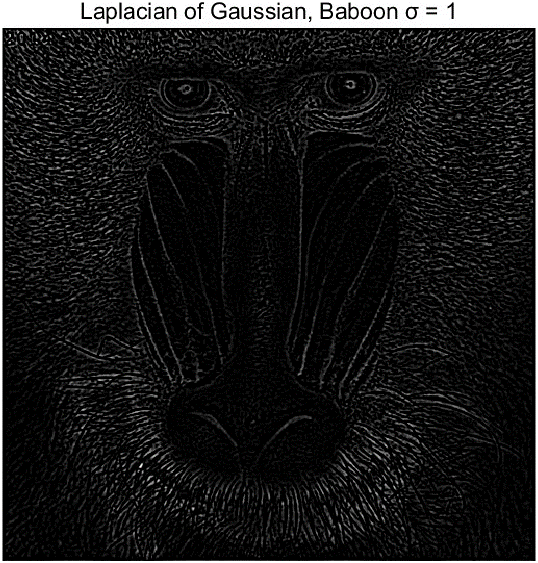 Laplacian of Gaussian, Baboon σ = 1